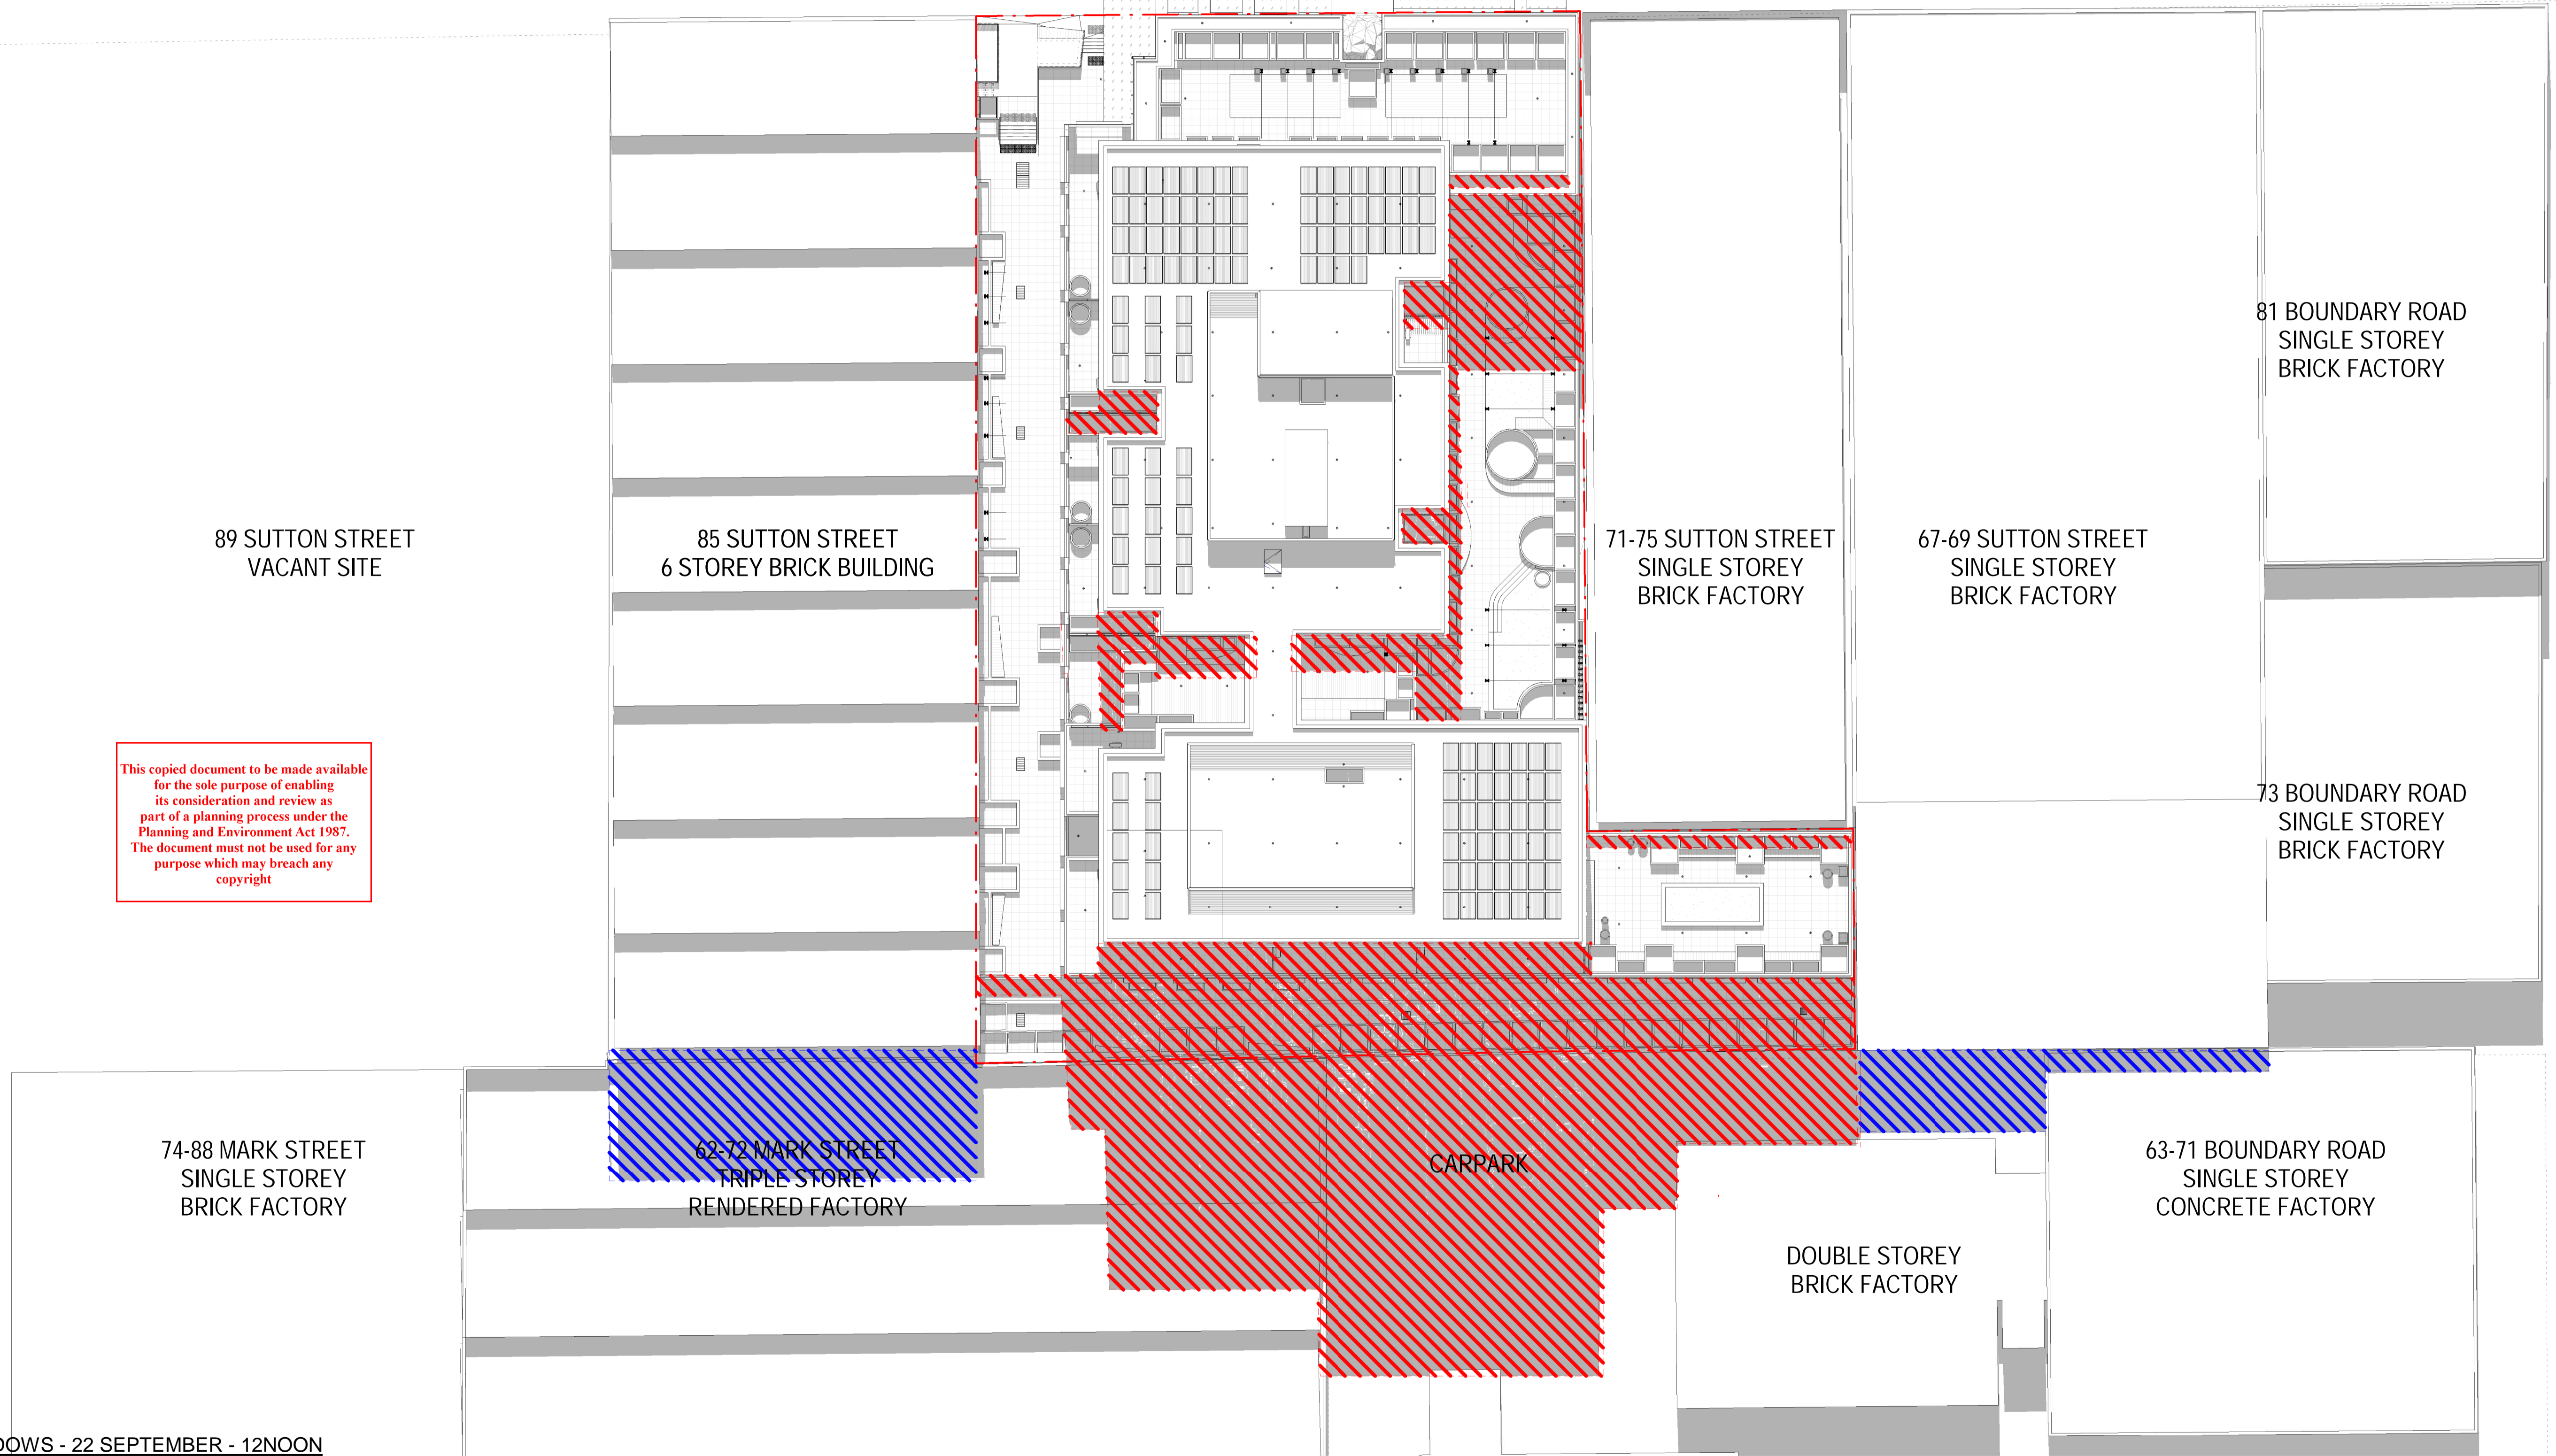 81 BOUNDARY ROAD
SINGLE STOREY
BRICK FACTORY
89 SUTTON STREET
VACANT SITE
85 SUTTON STREET
6 STOREY BRICK BUILDING
71-75 SUTTON STREET
SINGLE STOREY
BRICK FACTORY
67-69 SUTTON STREET
SINGLE STOREY
BRICK FACTORY
This copied document to be made available
for the sole purpose of enabling
its consideration and review as
part of a planning process under the
Planning and Environment Act 1987.
The document must not be used for any
purpose which may breach any
copyright
73 BOUNDARY ROAD
SINGLE STOREY
BRICK FACTORY
74-88 MARK STREET
SINGLE STOREY
BRICK FACTORY
62-72 MARK STREET
TRIPLE STOREY
RENDERED FACTORY
CARPARK
63-71 BOUNDARY ROAD
SINGLE STOREY
CONCRETE FACTORY
DOUBLE STOREY
BRICK FACTORY
DOWS - 22 SEPTEMBER - 12NOON